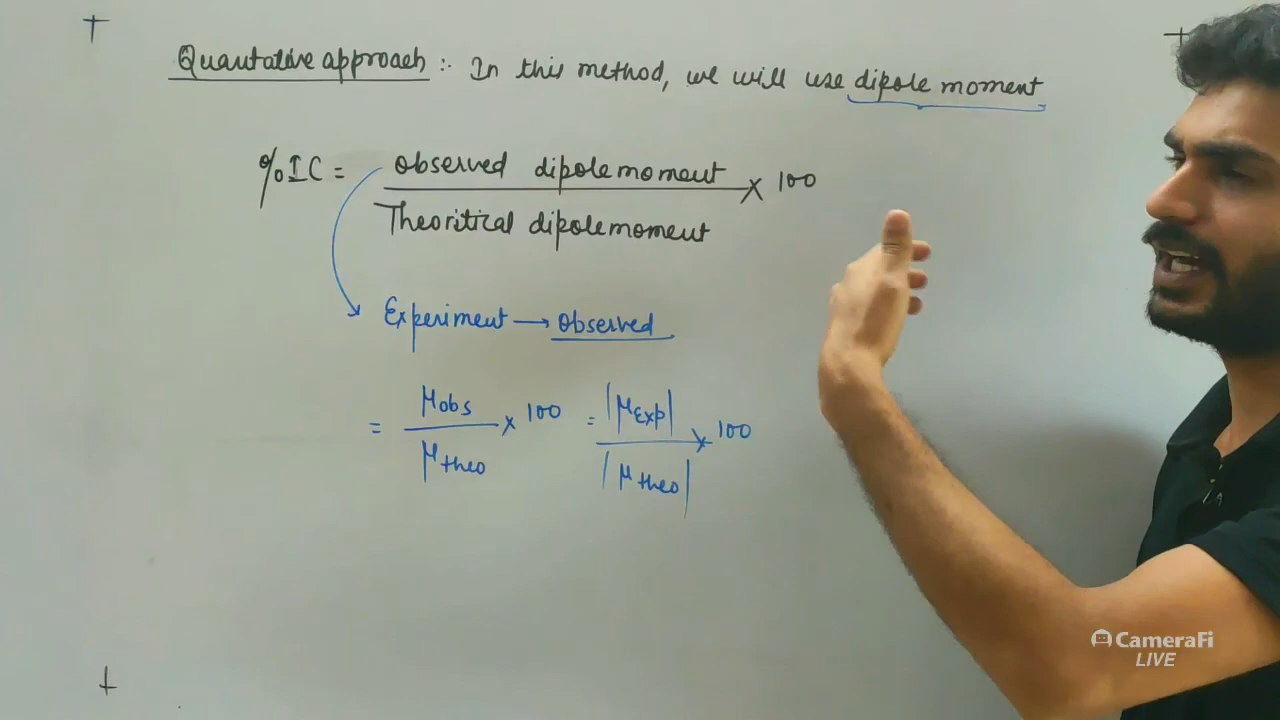 Quantative approach :- In this method, we will use dipole moment
%IC = observed dipole moment / Theoritical dipole moment × 100
Experiment → observed
= μobs / μtheo × 100 = |μExp| / |μtheo| × 100
CameraFi
LIVE